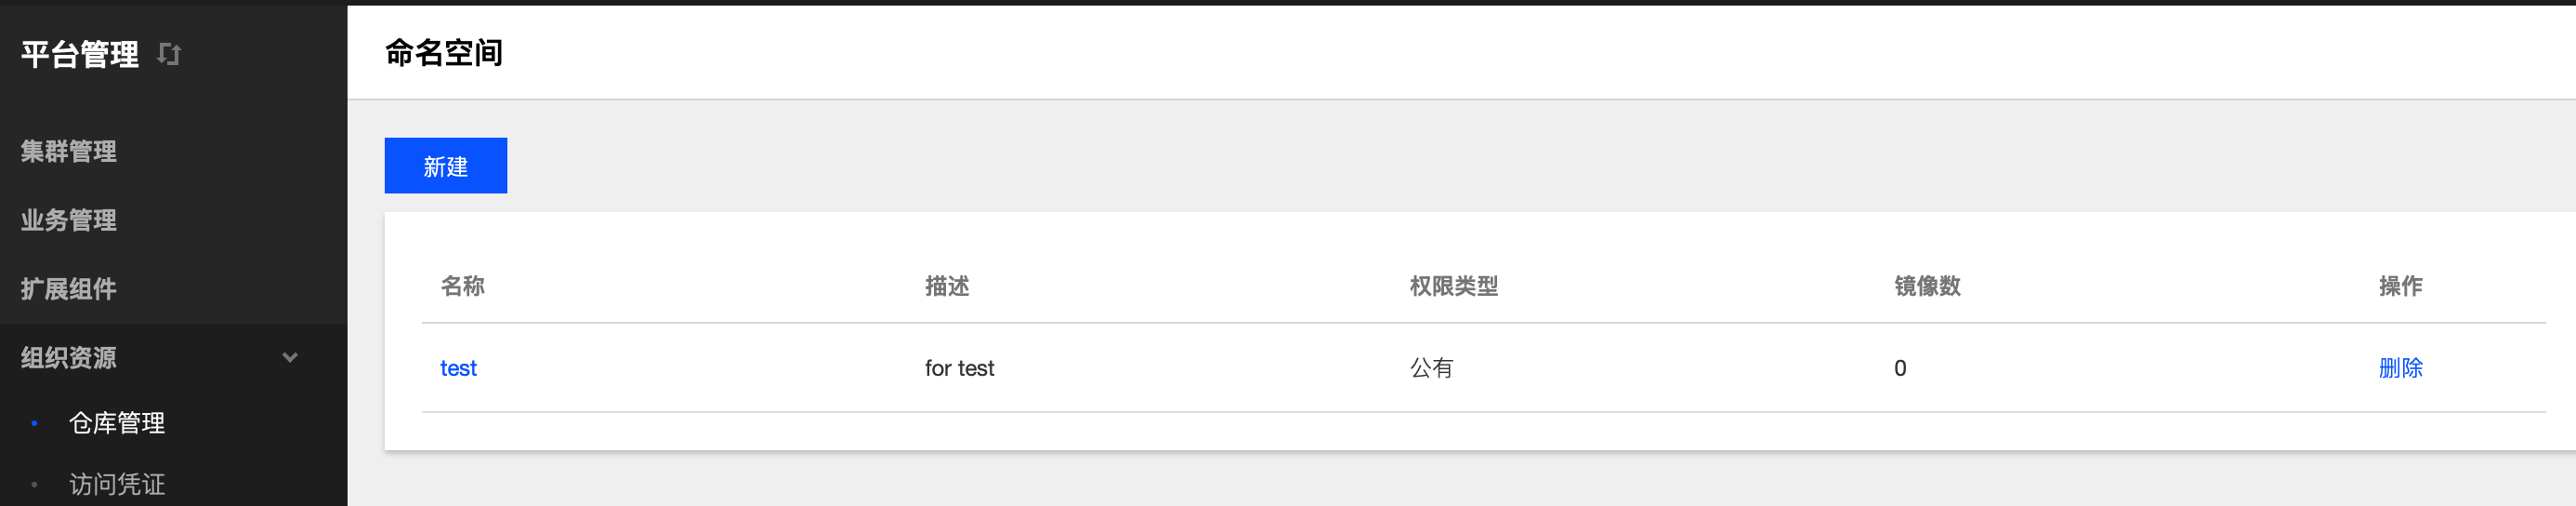 平台管理
集群管理
业务管理
扩展组件
组织资源
仓库管理
访问凭证
命名空间
新建
名称 描述 权限类型 镜像数 操作
test for test 公有 0 删除